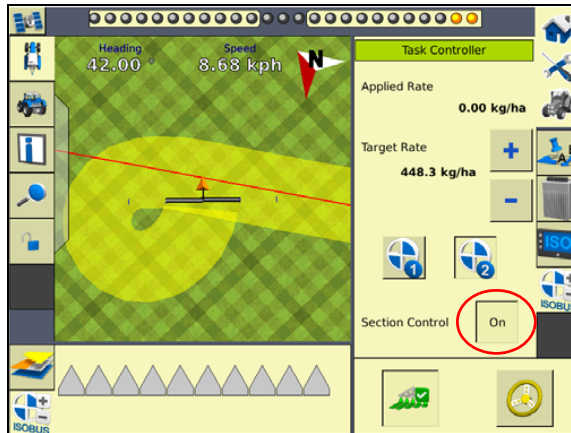 Heading
42.00 °
Speed
8.68 kph
N
Task Controller
Applied Rate
0.00 kg/ha
Target Rate
448.3 kg/ha
+
-
1
2
Section Control
On
A
ISO
ISOBUS
ISOBUS